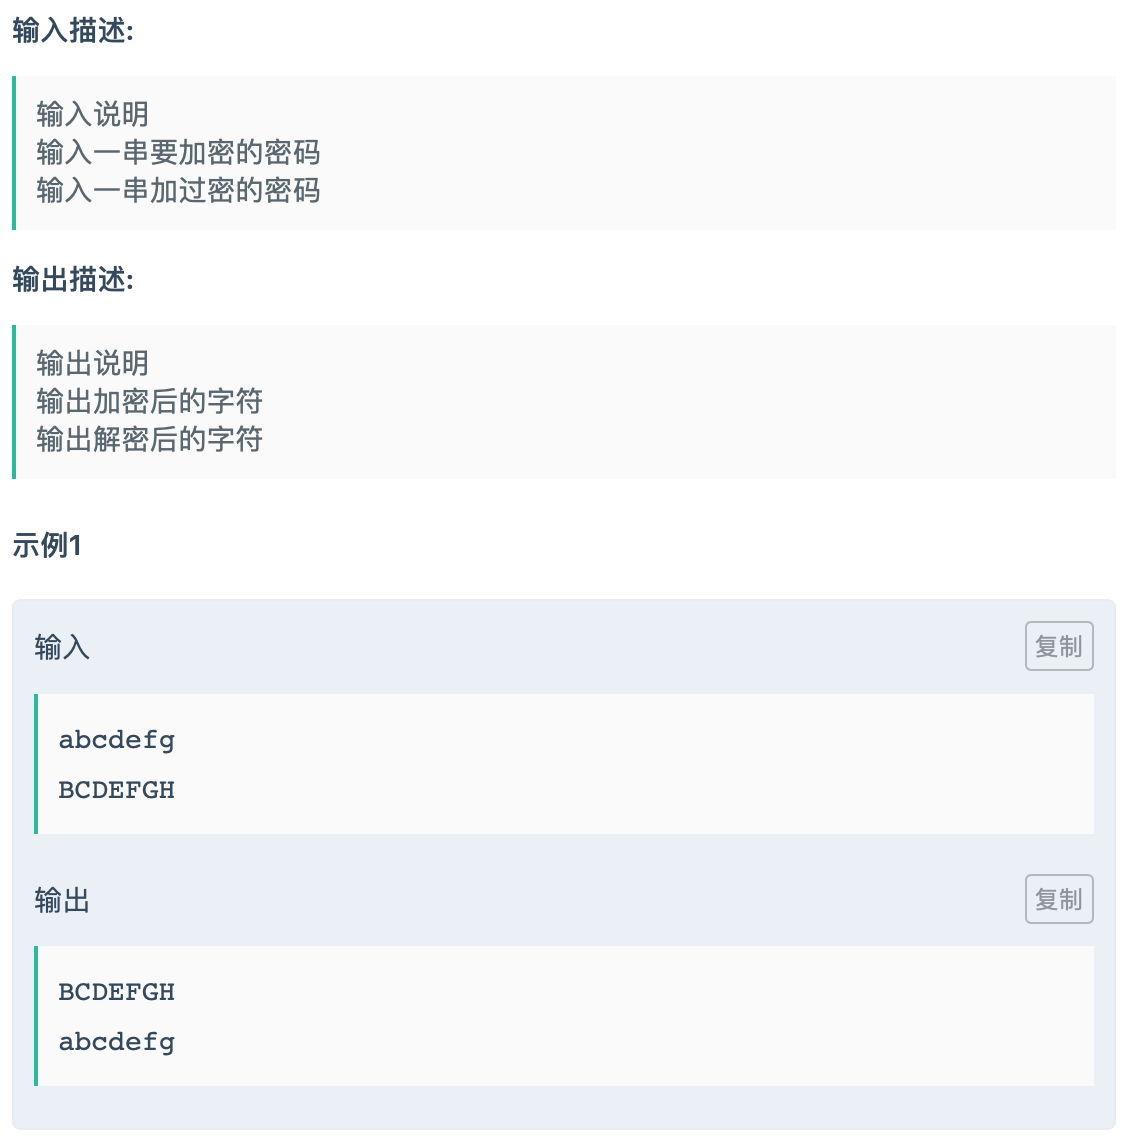 输入描述:
输入说明
输入一串要加密的密码
输入一串加过密的密码
输出描述:
输出说明
输出加密后的字符
输出解密后的字符
示例1
输入
复制
abcdefg
BCDEFGH
输出
复制
BCDEFGH
abcdefg